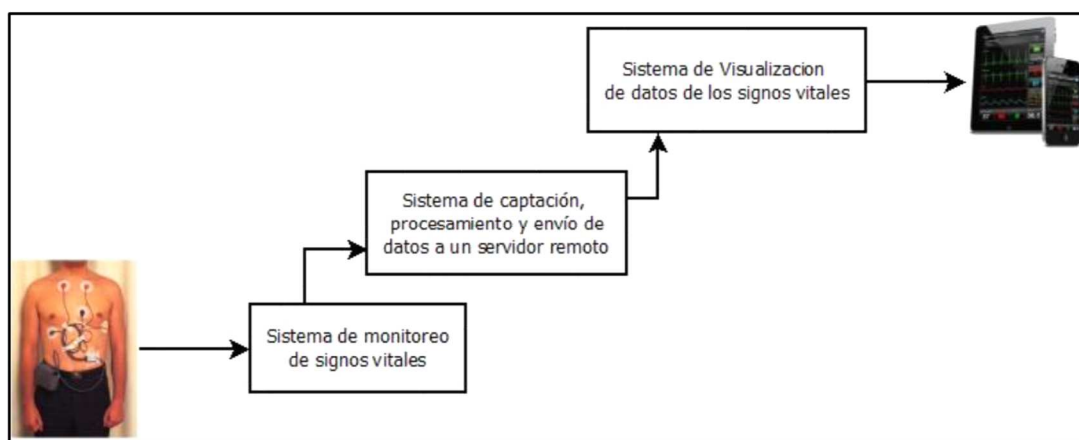 Sistema de Visualizacion
de datos de los signos vitales
Sistema de captación,
procesamiento y envío de
datos a un servidor remoto
Sistema de monitoreo
de signos vitales